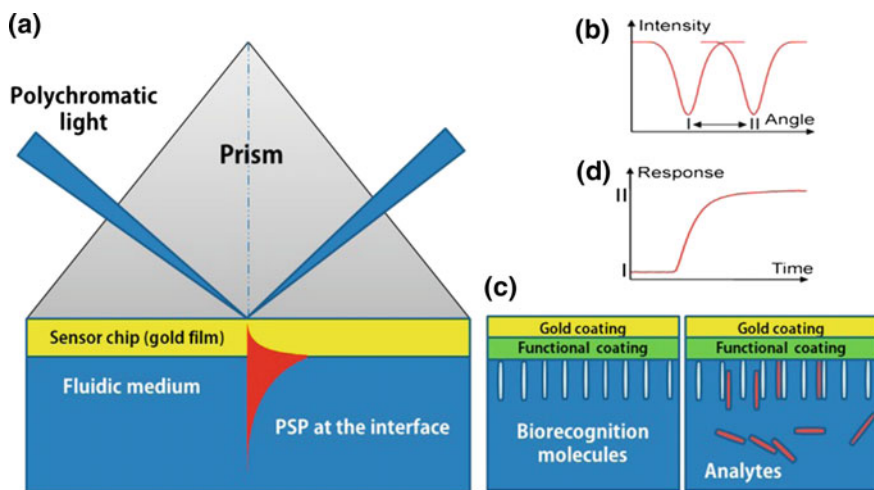 (a)
Polychromatic
light
Prism
Sensor chip (gold film)
Fluidic medium
PSP at the interface
(b)
Intensity
I
II
Angle
(d)
Response
II
I
Time
(c)
Gold coating
Functional coating
Biorecognition
molecules
Gold coating
Functional coating
Analytes